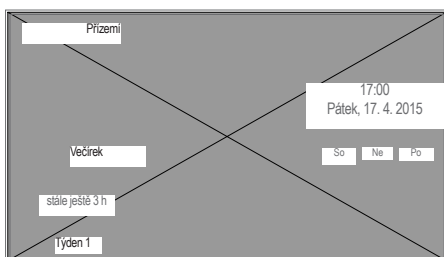 Přízemí
17:00
Pátek, 17. 4. 2015
Večírek
So Ne Po
stále ještě 3 h
Týden 1